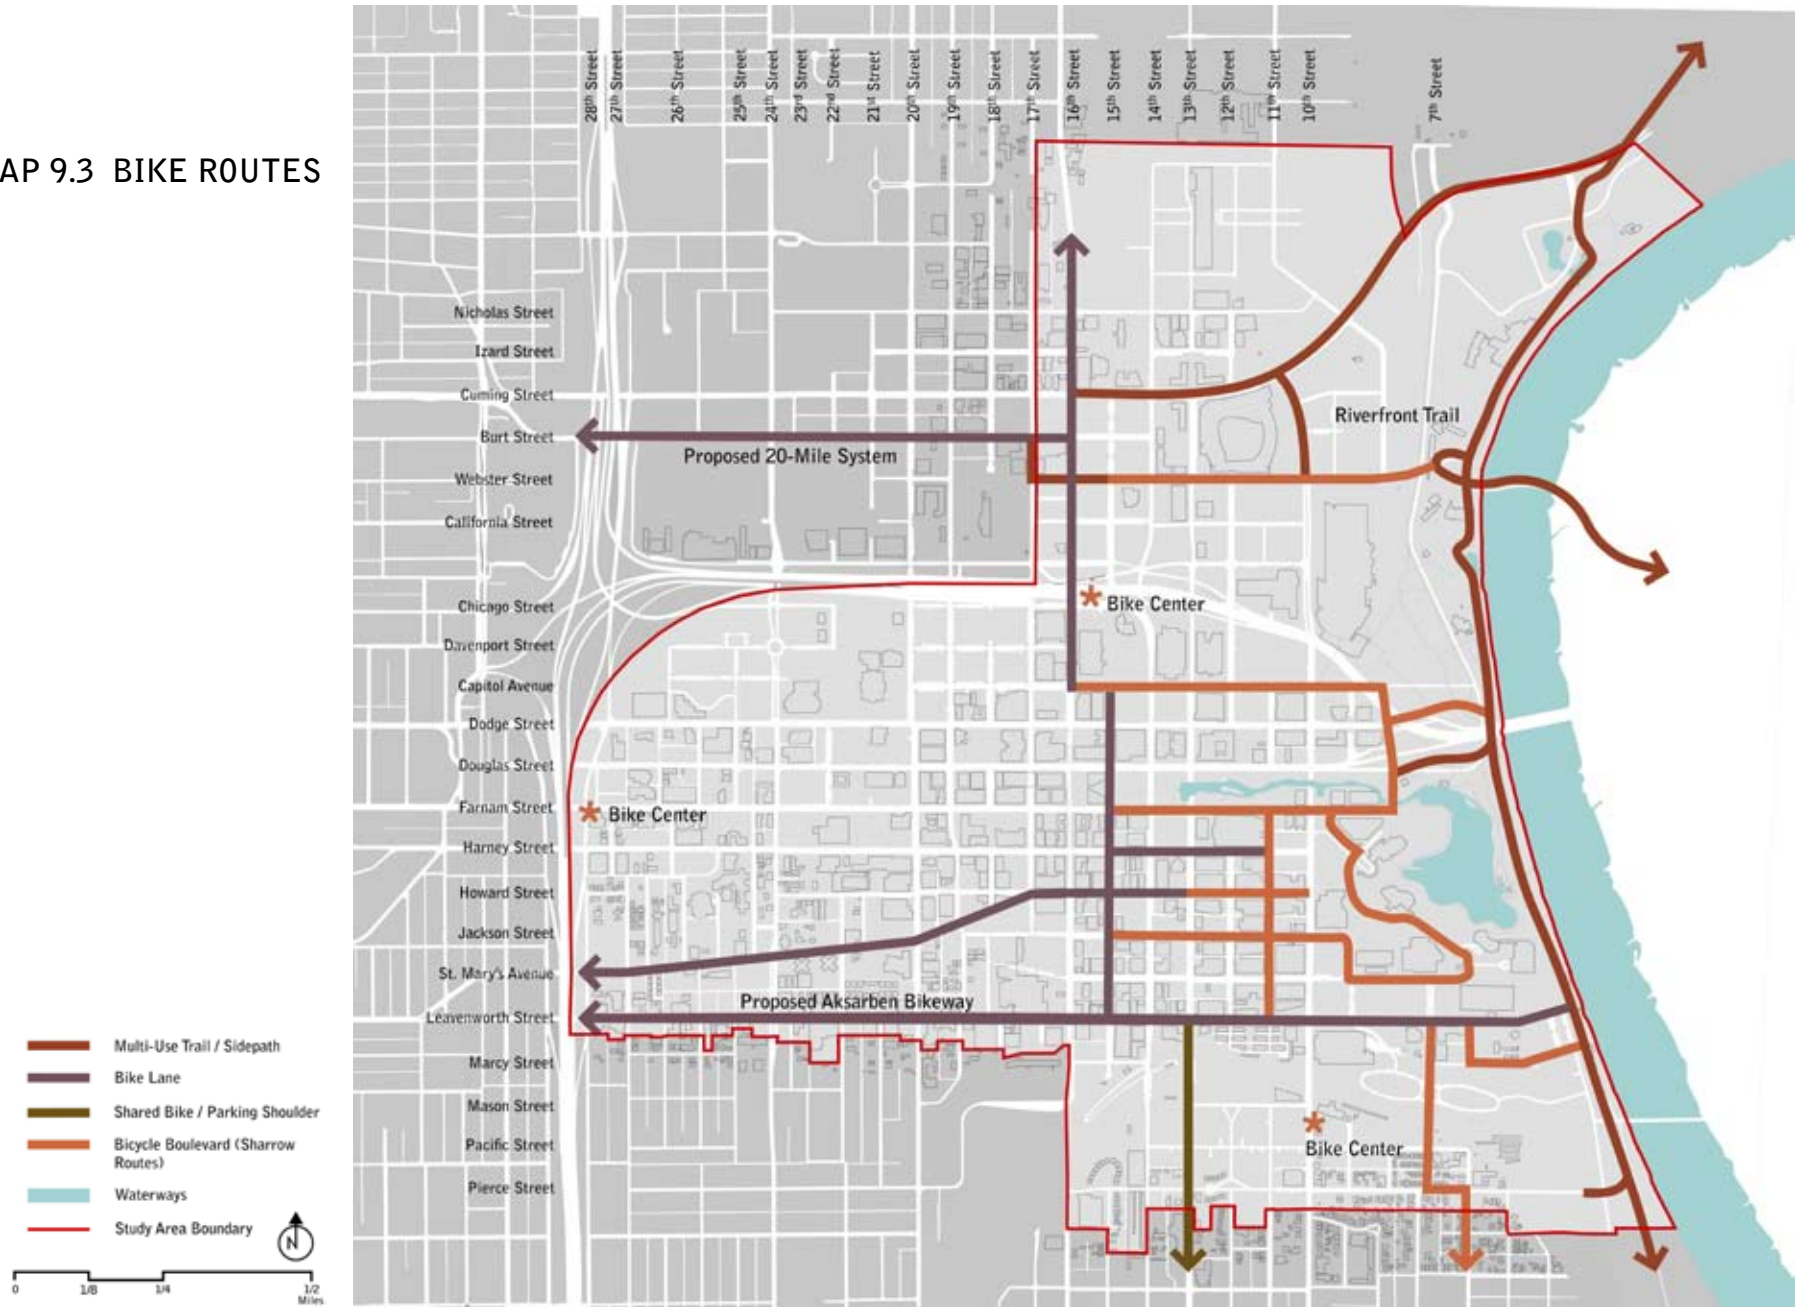 AP 9.3 BIKE ROUTES
28th Street
27th Street
26th Street
25th Street
24th Street
23rd Street
22nd Street
21st Street
20th Street
19th Street
18th Street
17th Street
16th Street
15th Street
14th Street
13th Street
12th Street
11th Street
10th Street
7th Street
Nicholas Street
Izard Street
Cuming Street
Burt Street
Webster Street
California Street
Chicago Street
Davenport Street
Capitol Avenue
Dodge Street
Douglas Street
Farnam Street
Harney Street
Howard Street
Jackson Street
St. Mary's Avenue
Leavenworth Street
Marcy Street
Mason Street
Pacific Street
Pierce Street
Riverfront Trail
Proposed 20-Mile System
Bike Center
Bike Center
Proposed Aksarben Bikeway
Bike Center
Multi-Use Trail / Sidepath
Bike Lane
Shared Bike / Parking Shoulder
Bicycle Boulevard (Sharrow
Routes)
Waterways
Study Area Boundary
N
0 1/8 1/4 1/2
Miles